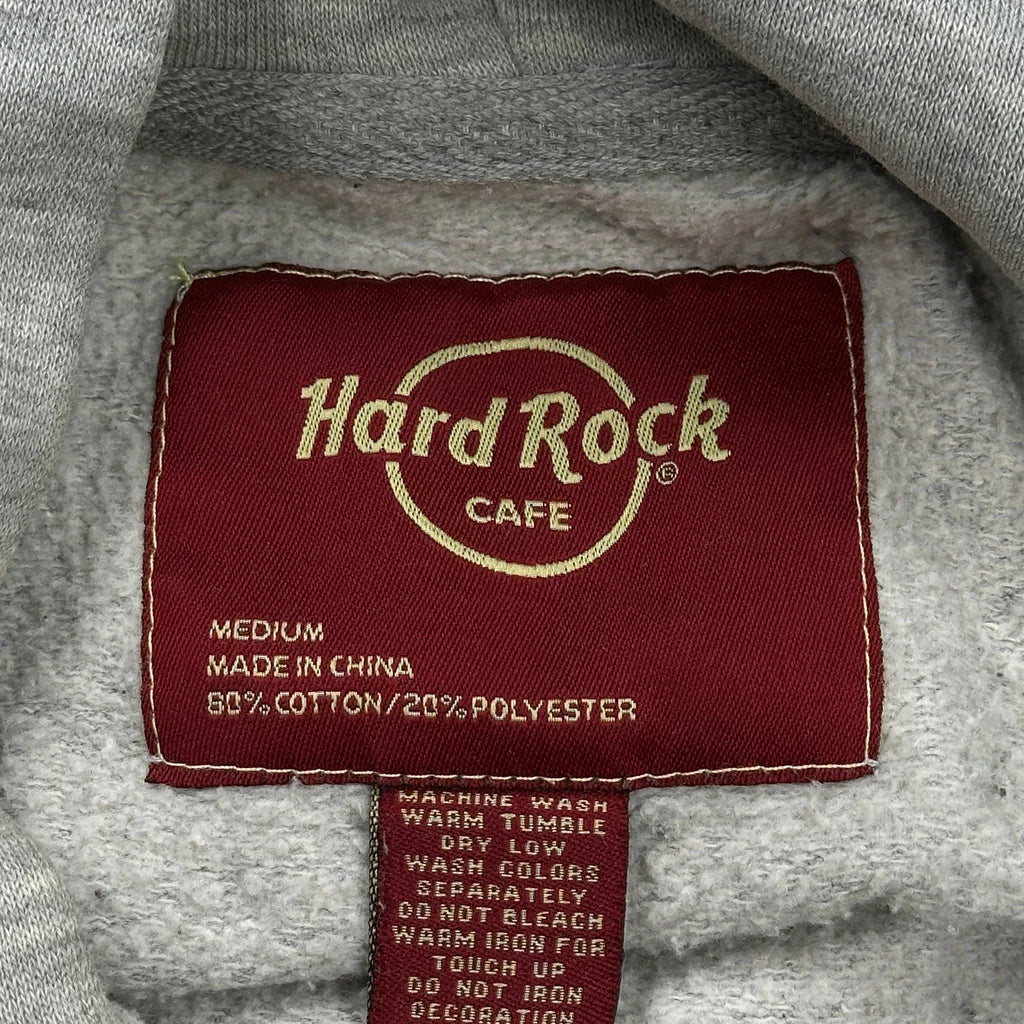 Hard Rock
®
CAFE
MEDIUM
MADE IN CHINA
80% COTTON/20% POLYESTER
MACHINE WASH
WARM TUMBLE
DRY LOW
WASH COLORS
SEPARATELY
DO NOT BLEACH
WARM IRON FOR
TOUCH UP
DO NOT IRON
DECORATION